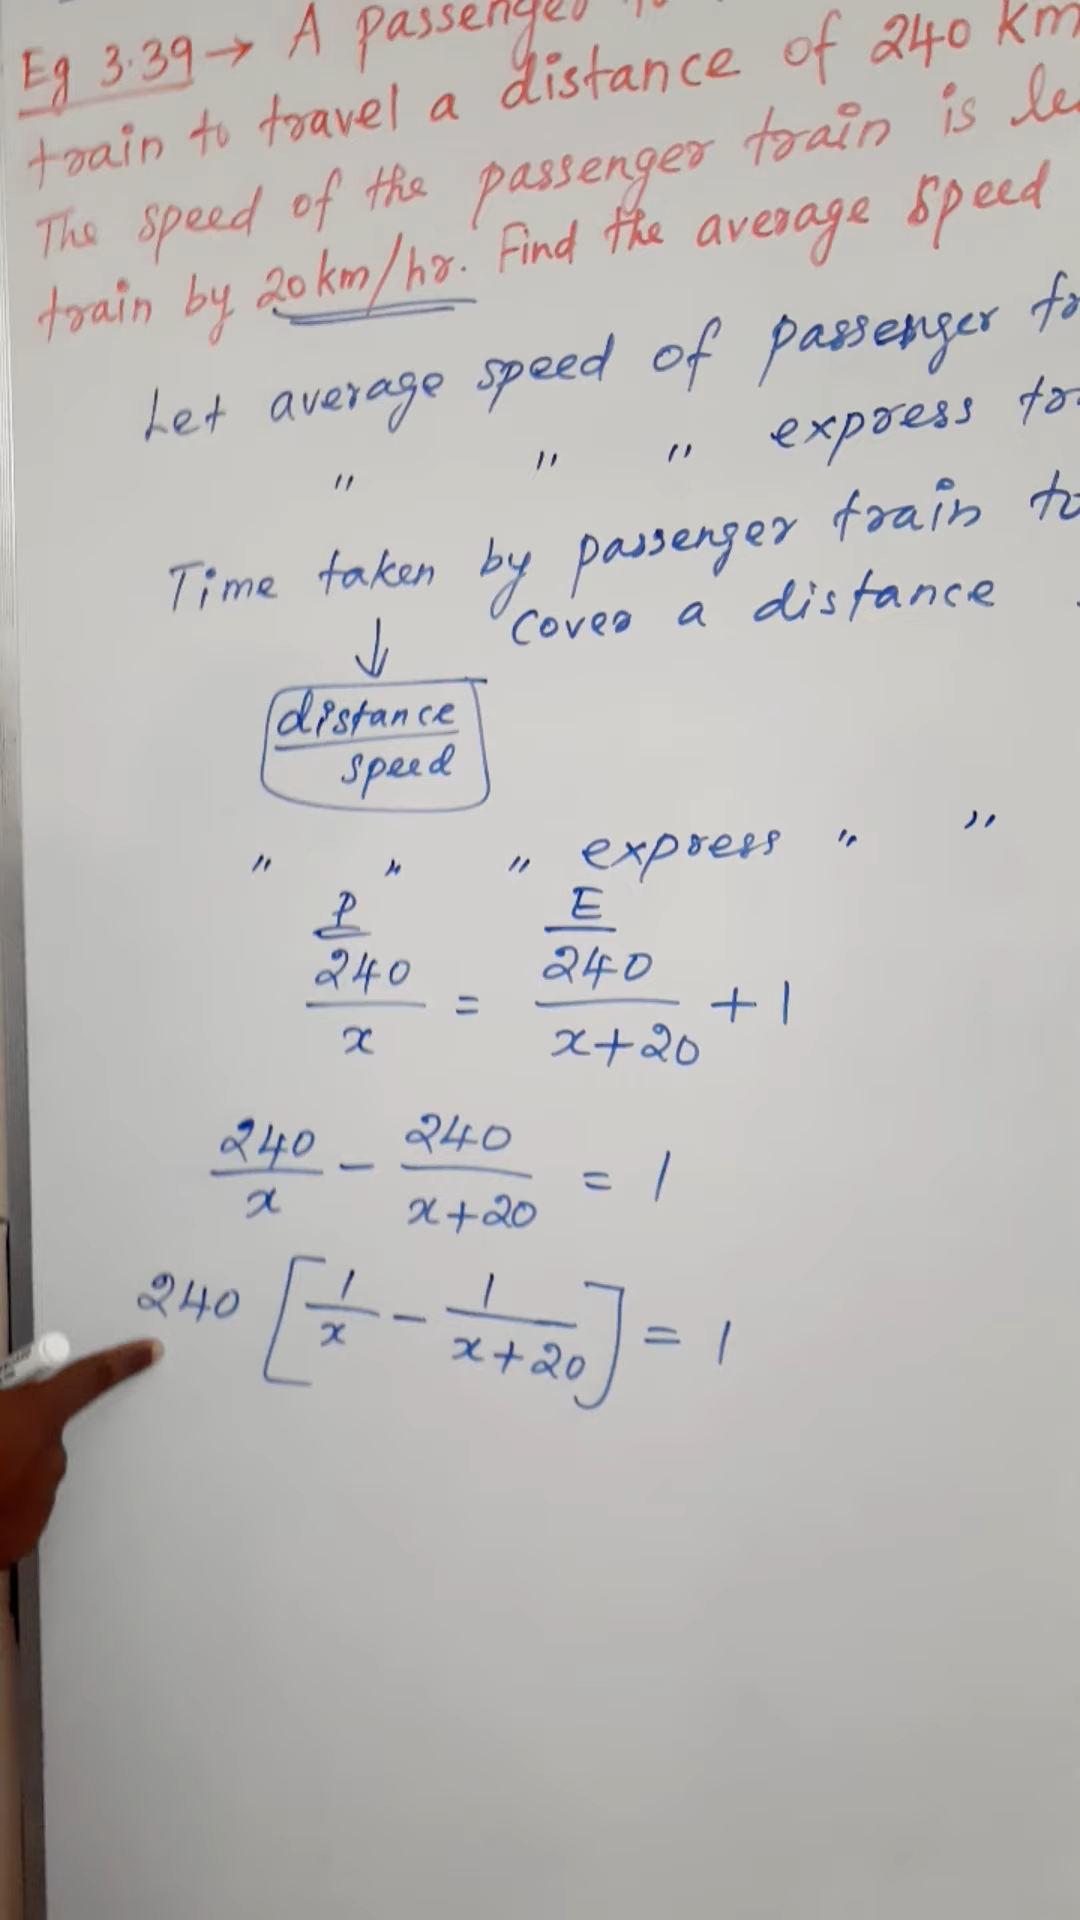 Eg 3.39 → A passenger
train to travel a distance of 240 km
The speed of the passenger train is
train by 20 km/hr. Find the average speed
Let average speed of passenger
" " " express
Time taken by passenger train to
cover a distance
↓
distance
speed
" " " express " "
P E
240/x = 240/x+20 + 1
240/x - 240/x+20 = 1
240 [1/x - 1/x+20] = 1